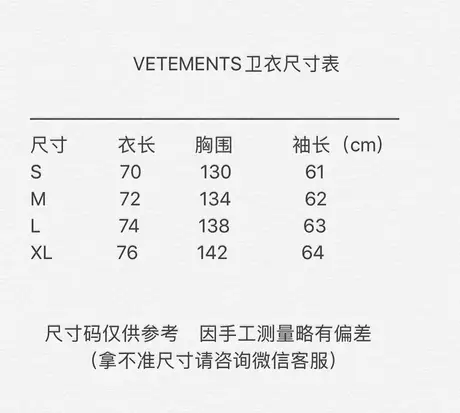 VETEMENTS卫衣尺寸表
尺寸 衣长 胸围 袖长（cm）
S 70 130 61
M 72 134 62
L 74 138 63
XL 76 142 64
尺寸码仅供参考 因手工测量略有偏差
（拿不准尺寸请咨询微信客服）